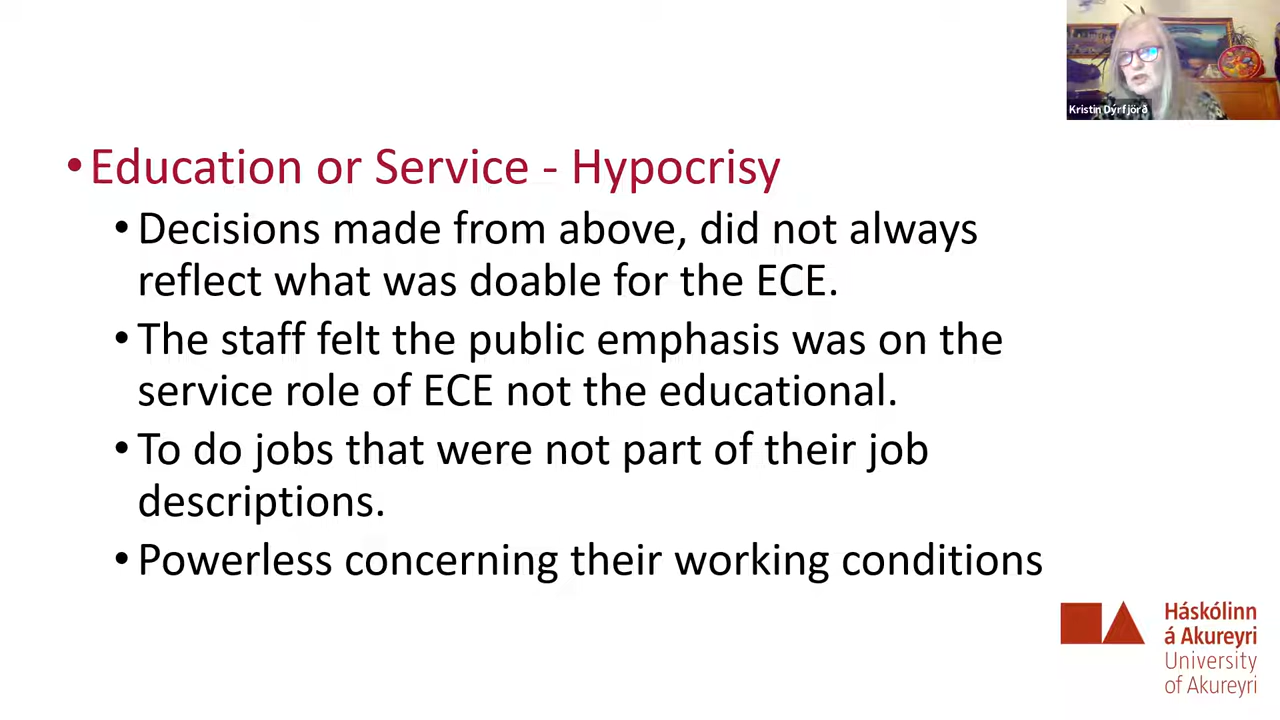 Kristin Dýrfjörð
•Education or Service - Hypocrisy
•Decisions made from above, did not always
reflect what was doable for the ECE.
•The staff felt the public emphasis was on the
service role of ECE not the educational.
•To do jobs that were not part of their job
descriptions.
•Powerless concerning their working conditions
Háskólinn
á Akureyri
University
of Akureyri